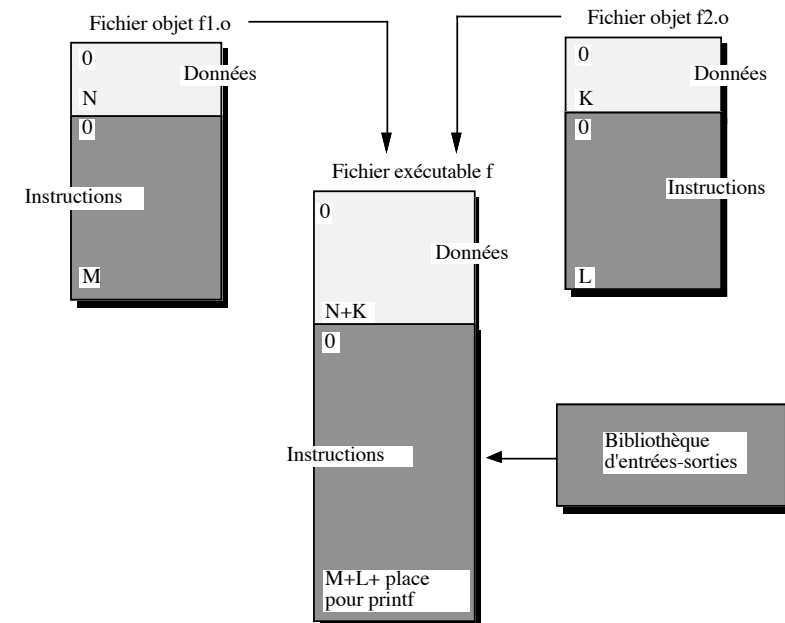 Fichier objet f1.o
0
Données
N
0
Instructions
M
Fichier objet f2.o
0
Données
K
0
Instructions
L
Fichier exécutable f
0
Données
N+K
0
Instructions
M+L+ place
pour printf
Bibliothèque
d'entrées-sorties